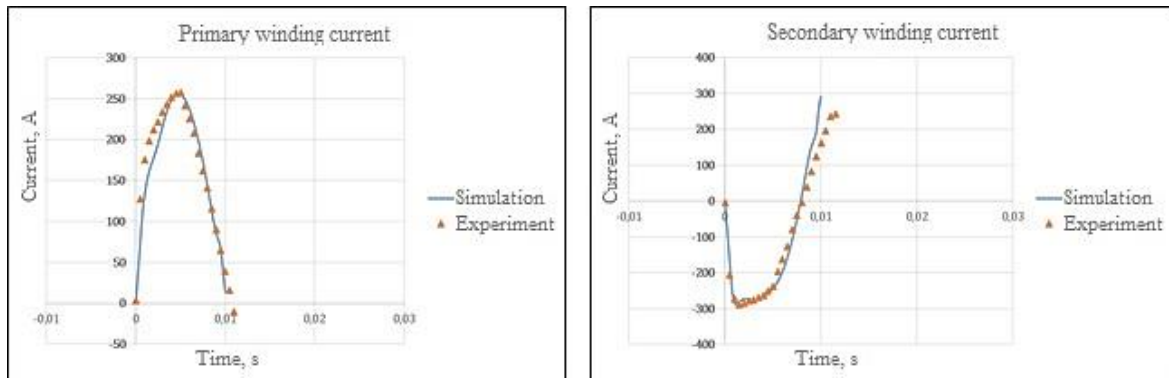 Primary winding current
300
250
200
150
100
50
0
-50
-0,01
0
0,01
0,02
0,03
Current, A
Time, s
Simulation
Experiment
Secondary winding current
400
300
200
100
0
-100
-200
-300
-400
-0,01
0
0,01
0,02
0,03
Current, A
Time, s
Simulation
Experiment